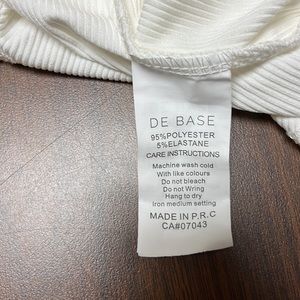 DE BASE
95%POLYESTER
5%ELASTANE
CARE INSTRUCTIONS
Machine wash cold
With like colours
Do not bleach
Do not Wring
Hang to dry
Iron medium setting
MADE IN P.R.C
CA#07043